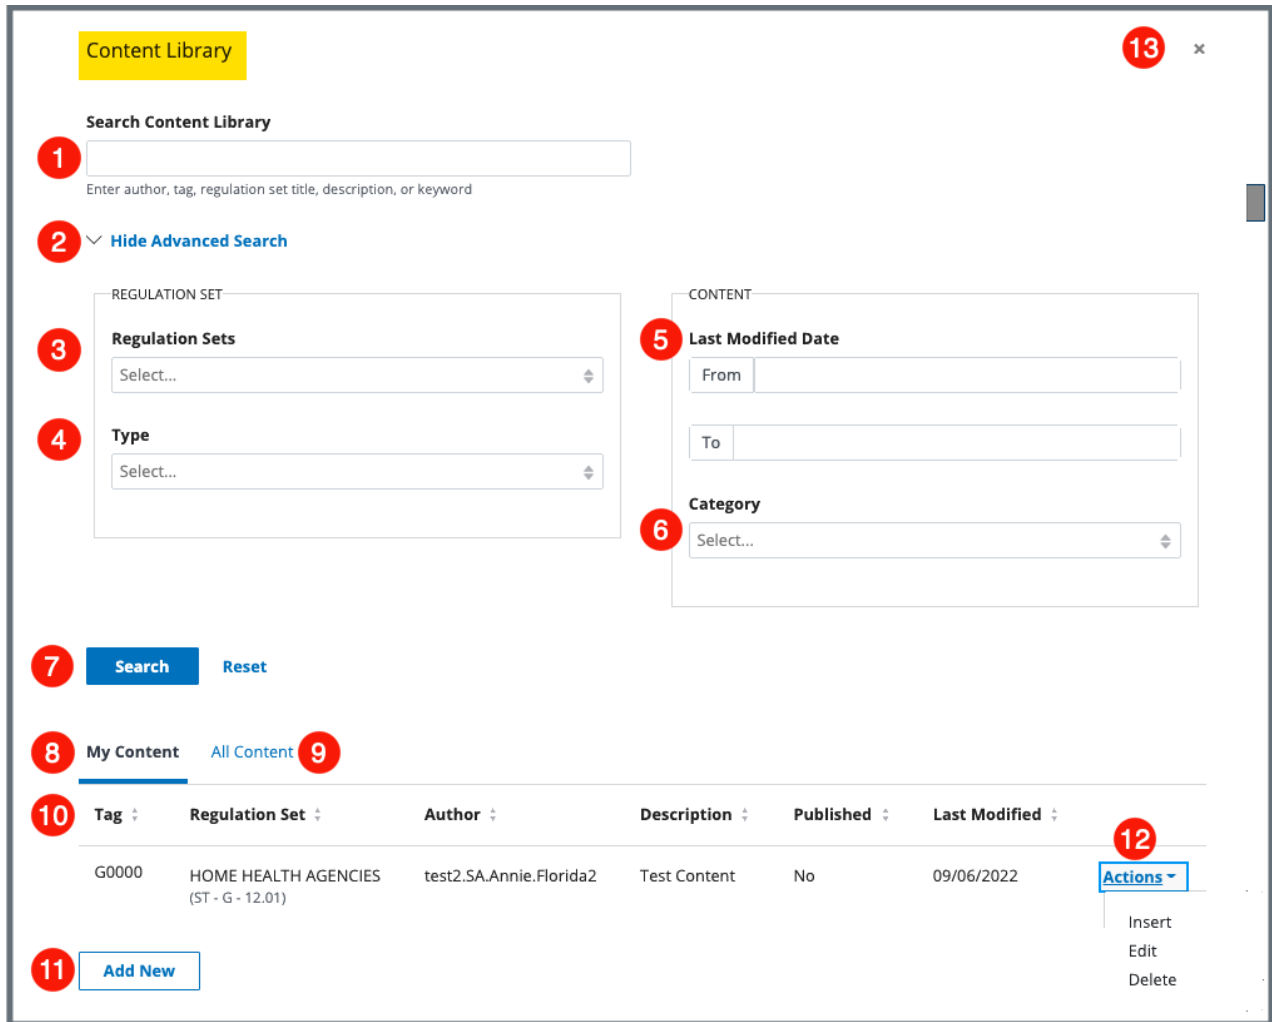 Content Library
13
×
Search Content Library
1
Enter author, tag, regulation set title, description, or keyword
2 Hide Advanced Search
REGULATION SET
3 Regulation Sets
Select...
4 Type
Select...
CONTENT
5 Last Modified Date
From
To
Category
6 Select...
7 Search Reset
8 My Content All Content 9
10 Tag Regulation Set Author Description Published Last Modified
12
G0000 HOME HEALTH AGENCIES test2.SA.Annie.Florida2 Test Content No 09/06/2022 Actions
(ST - G - 12.01)
Insert
Edit
Delete
11 Add New